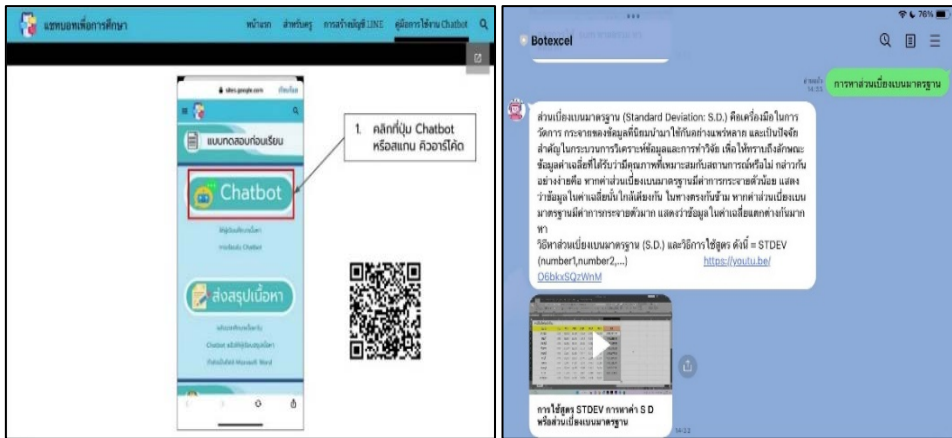 แชทบอทเพื่อการศึกษา
หน้าแรก
สำหรับครู
การสร้างบัญชี LINE
คู่มือการใช้งาน Chatbot
sites.google.com
แบบทดสอบก่อนเรียน
Chatbot
ส่งสรุปเนื้อหา
1. คลิกที่ปุ่ม Chatbot
หรือสแกน คิวอาร์โค้ด
76%
Botexcel
อ่านแล้ว
การหาส่วนเบี่ยงเบนมาตรฐาน
ส่วนเบี่ยงเบนมาตรฐาน (Standard Deviation: S.D.) คือเครื่องมือในการ
วัดการ กระจายของข้อมูลที่นิยมนำมาใช้กันอย่างแพร่หลาย และเป็นปัจจัย
สำคัญในกระบวนการวิเคราะห์ข้อมูลและการทำวิจัย เพื่อให้ทราบถึงลักษณะ
ข้อมูลค่าเฉลี่ยที่ได้รับว่ามีคุณภาพที่เหมาะสมกับสถานการณ์หรือไม่ กล่าวกัน
อย่างง่ายคือ หากค่าส่วนเบี่ยงเบนมาตรฐานมีค่าการกระจายตัวน้อย แสดง
ว่าข้อมูลในค่าเฉลี่ยนั้นใกล้เคียงกัน ในทางตรงกันข้าม หากค่าส่วนเบี่ยงเบน
มาตรฐานมีค่าการกระจายตัวมาก แสดงว่าข้อมูลในค่าเฉลี่ยแตกต่างกันมาก
หา
วิธีหาส่วนเบี่ยงเบนมาตรฐาน (S.D.) และวิธีการใช้สูตร ดังนี้ = STDEV
(number1,number2,...) https://youtu.be/
O6bkxSQzWnM
การใช้สูตร STDEV การหาค่า S D
หรือส่วนเบี่ยงเบนมาตรฐาน